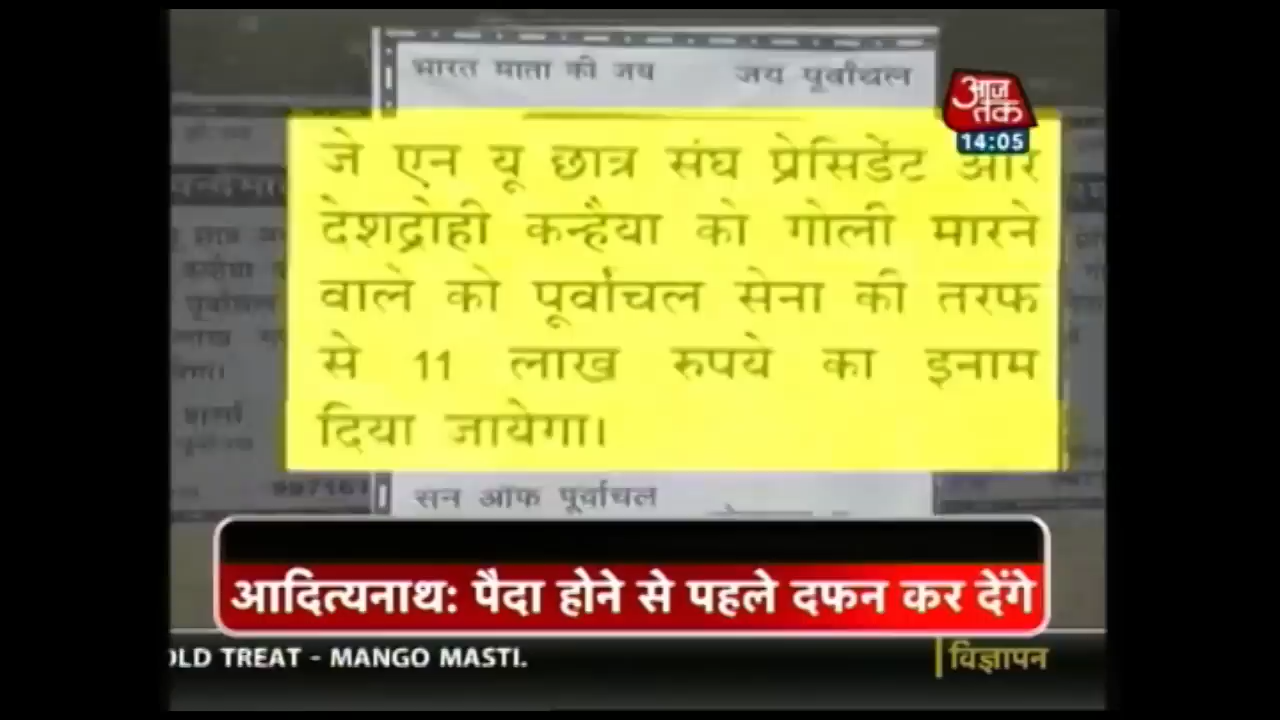 भारत माता की जय जय पूर्वांचल
आज तक
14:05
जे एन यू छात्र संघ प्रेसिडेंट और
देशद्रोही कन्हैया को गोली मारने
वाले को पूर्वांचल सेना की तरफ
से 11 लाख रुपये का इनाम
दिया जायेगा।
सन ऑफ पूर्वांचल
आदित्यनाथ: पैदा होने से पहले दफन कर देंगे
OLD TREAT - MANGO MASTI. विज्ञापन